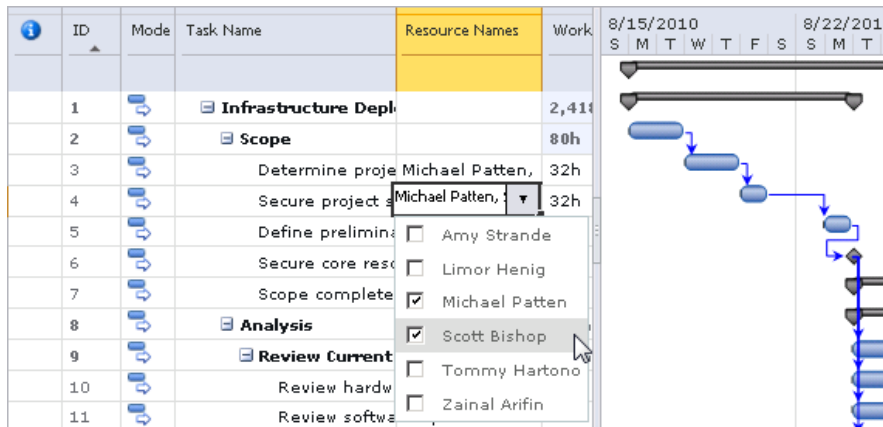 ID Mode Task Name Resource Names Work 8/15/2010 8/22/201
S M T W T F S S M T
1 Infrastructure Depl 2,418
2 Scope 80h
3 Determine proje Michael Patten, 32h
4 Secure project s Michael Patten, S 32h
5 Define prelimina Amy Strande
6 Secure core reso Limor Henig
7 Scope complete Michael Patten
8 Analysis Scott Bishop
9 Review Current Tommy Hartono
10 Review hardw Zainal Arifin
11 Review softwa